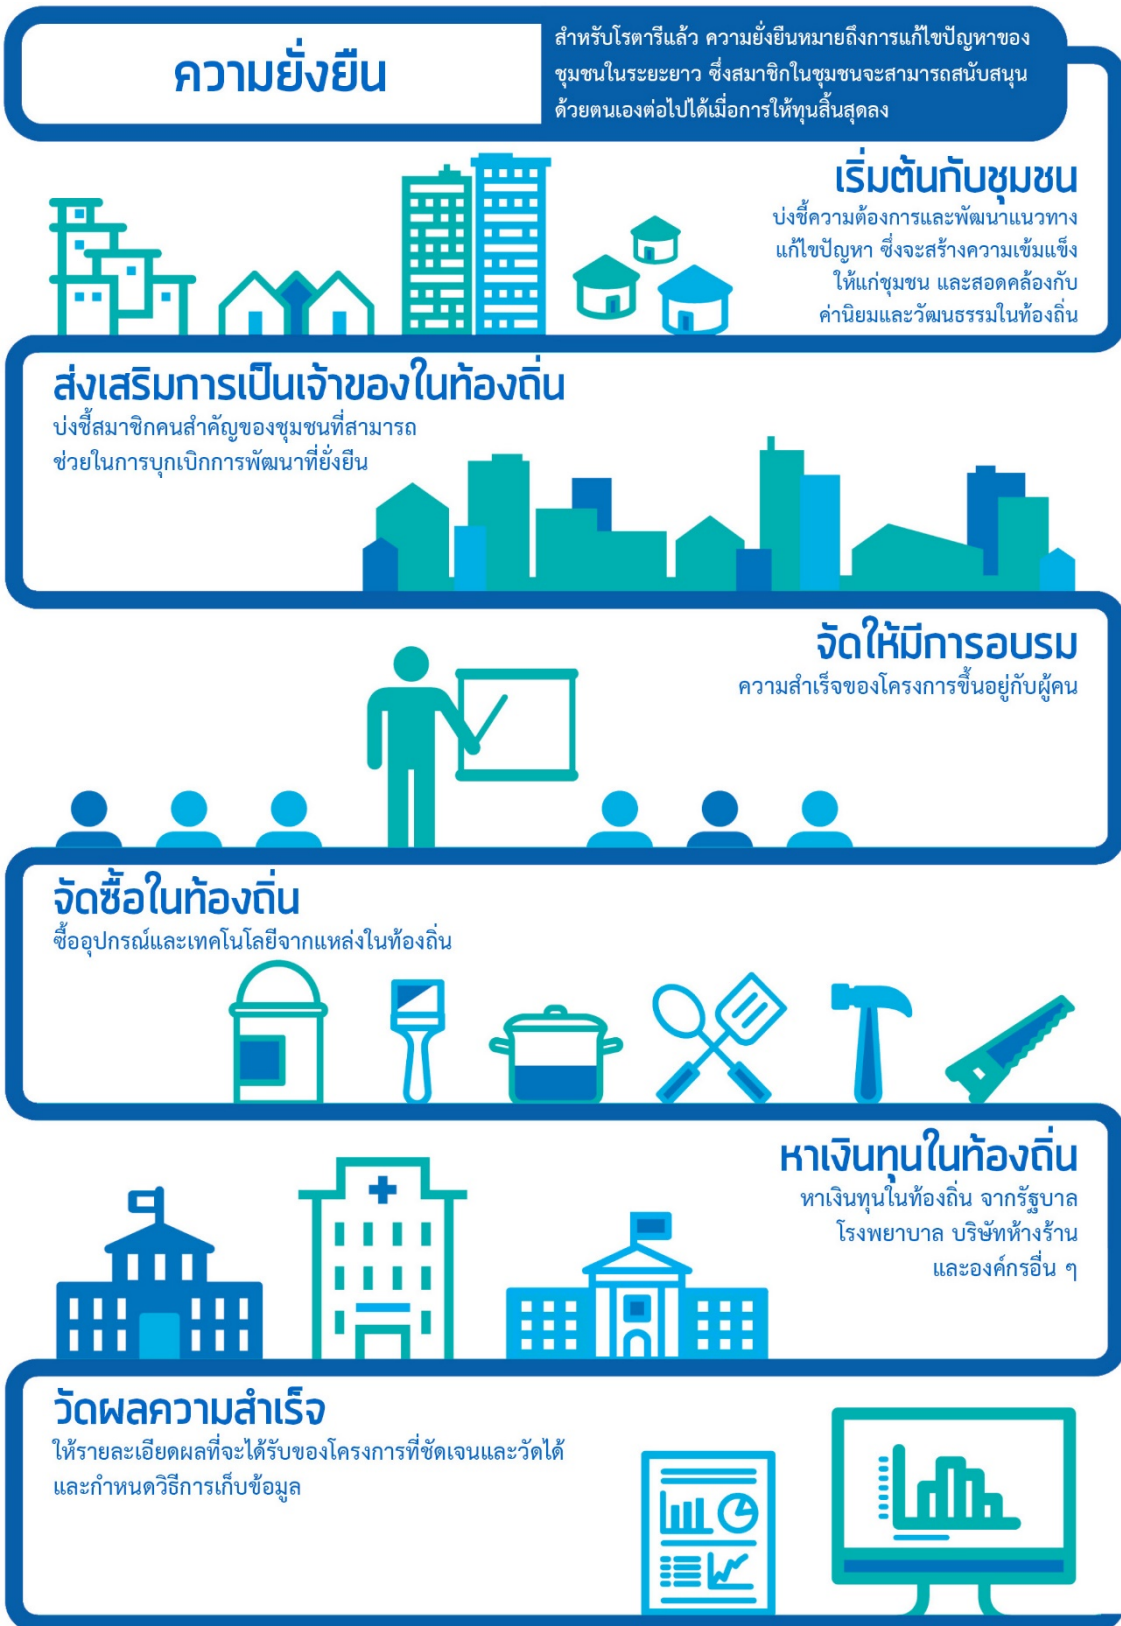 ความยั่งยืน
สำหรับโรตารีแล้ว ความยั่งยืนหมายถึงการแก้ไขปัญหาของ
ชุมชนในระยะยาว ซึ่งสมาชิกในชุมชนจะสามารถสนับสนุน
ด้วยตนเองต่อไปได้เมื่อการให้ทุนสิ้นสุดลง
เริ่มต้นกับชุมชน
บ่งชี้ความต้องการและพัฒนาแนวทาง
แก้ไขปัญหา ซึ่งจะสร้างความเข้มแข็ง
ให้แก่ชุมชน และสอดคล้องกับ
ค่านิยมและวัฒนธรรมในท้องถิ่น
ส่งเสริมการเป็นเจ้าของในท้องถิ่น
บ่งชี้สมาชิกคนสำคัญของชุมชนที่สามารถ
ช่วยในการบุกเบิกการพัฒนาที่ยั่งยืน
จัดให้มีการอบรม
ความสำเร็จของโครงการขึ้นอยู่กับผู้คน
จัดซื้อในท้องถิ่น
ซื้ออุปกรณ์และเทคโนโลยีจากแหล่งในท้องถิ่น
หาเงินทุนในท้องถิ่น
หาเงินทุนในท้องถิ่น จากรัฐบาล
โรงพยาบาล บริษัทห้างร้าน
และองค์กรอื่น ๆ
วัดผลความสำเร็จ
ให้รายละเอียดผลที่จะได้รับของโครงการที่ชัดเจนและวัดได้
และกำหนดวิธีการเก็บข้อมูล